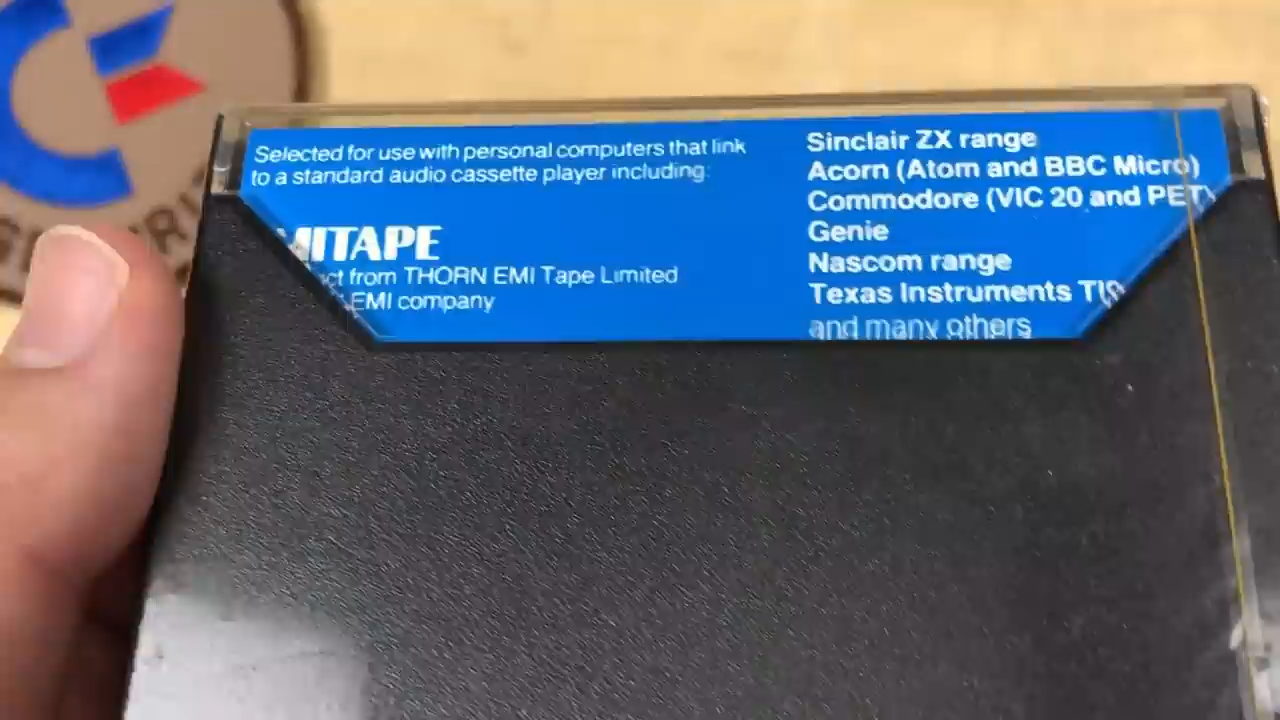 Selected for use with personal computers that link
to a standard audio cassette player including:
MITAPE
ct from THORN EMI Tape Limited
EMI company
Sinclair ZX range
Acorn (Atom and BBC Micro)
Commodore (VIC 20 and PET)
Genie
Nascom range
Texas Instruments
and many others